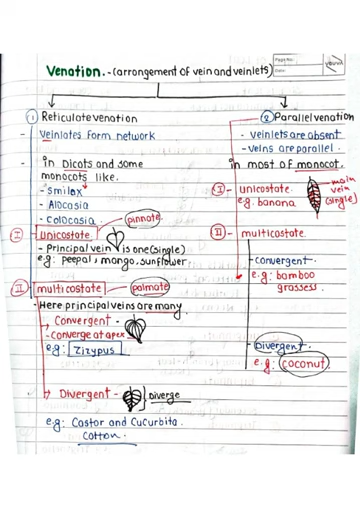 Page No.:
Date:
YOUVA
Venation.-(arrangement of vein and veinlets)
① Reticulate venation
- Veinlets form network
- in Dicots and some
monocots like.
- Smilax
- Alocasia
- Colocasia
I Unicostate - pinnate
- Principal vein is one (single)
eg: peepal, mango, sunflower
II multicostate - palmate
- Here principal veins are many
Convergent -
- Converge at apex
e.g: Zizypus
Divergent - Diverge
e.g: Castor and Cucurbita
Cotton.
② Parallel venation
- veinlets are absent
- veins are parallel.
in most of monocot.
I - unicostate
e.g. banana
main
vein
(single)
II - multicostate.
- convergent.
e.g: bamboo
grassess.
- Divergent.
e.g: coconut